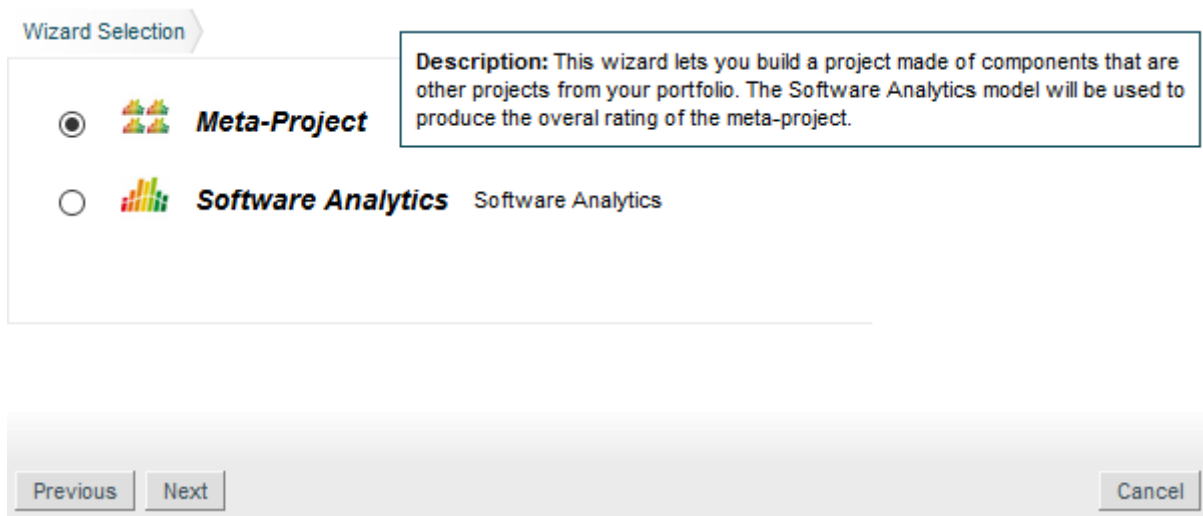 Wizard Selection
Description: This wizard lets you build a project made of components that are
other projects from your portfolio. The Software Analytics model will be used to
produce the overal rating of the meta-project.
Meta-Project
Software Analytics Software Analytics
Previous Next Cancel